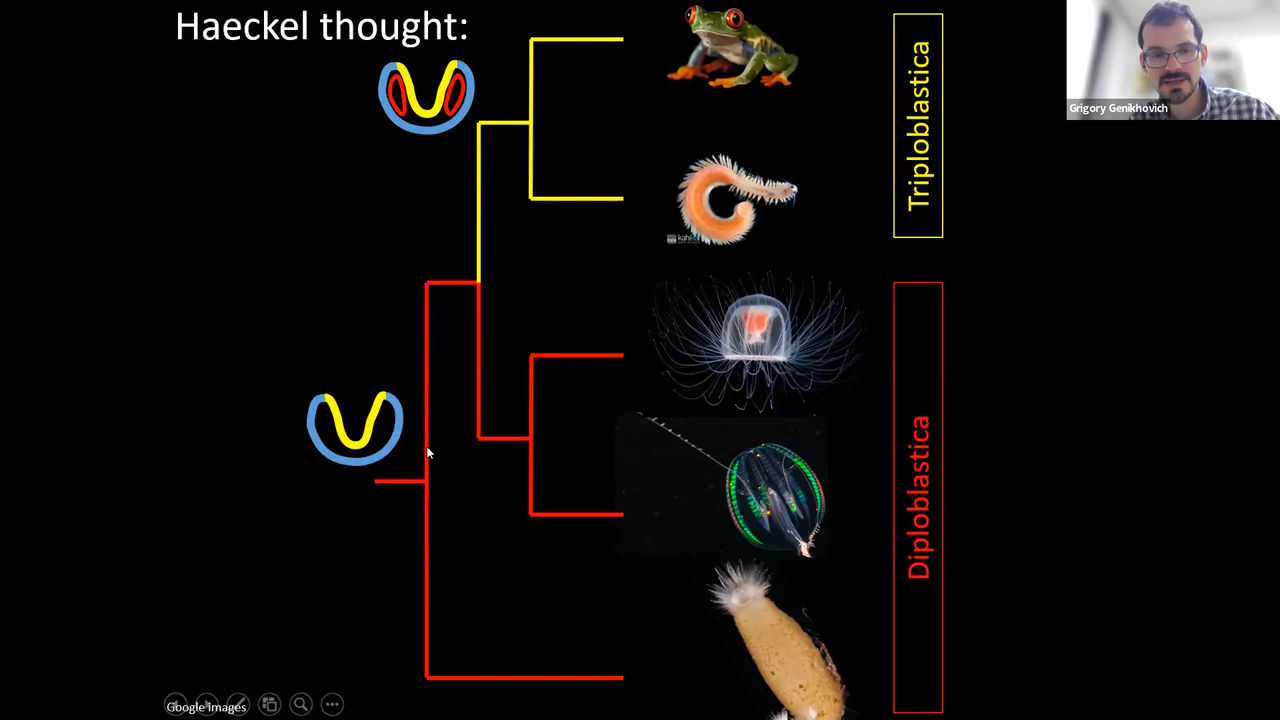 Haeckel thought:
Triploblastica
Grigory Genikhovich
Diploblastica
Google Images